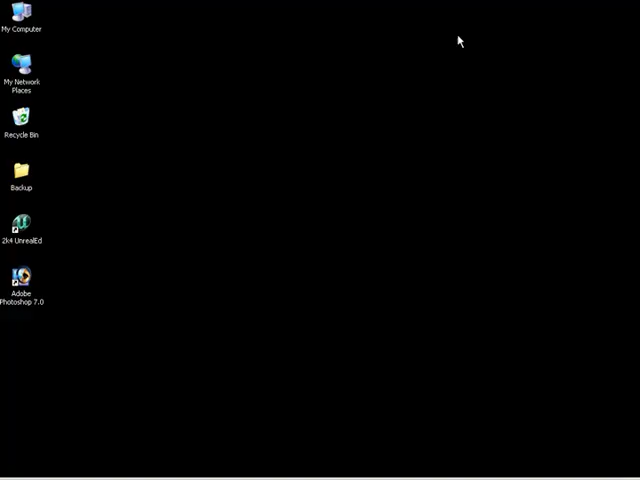 My Computer
My Network
Places
Recycle Bin
Backup
2k4 UnrealEd
Adobe
Photoshop 7.0